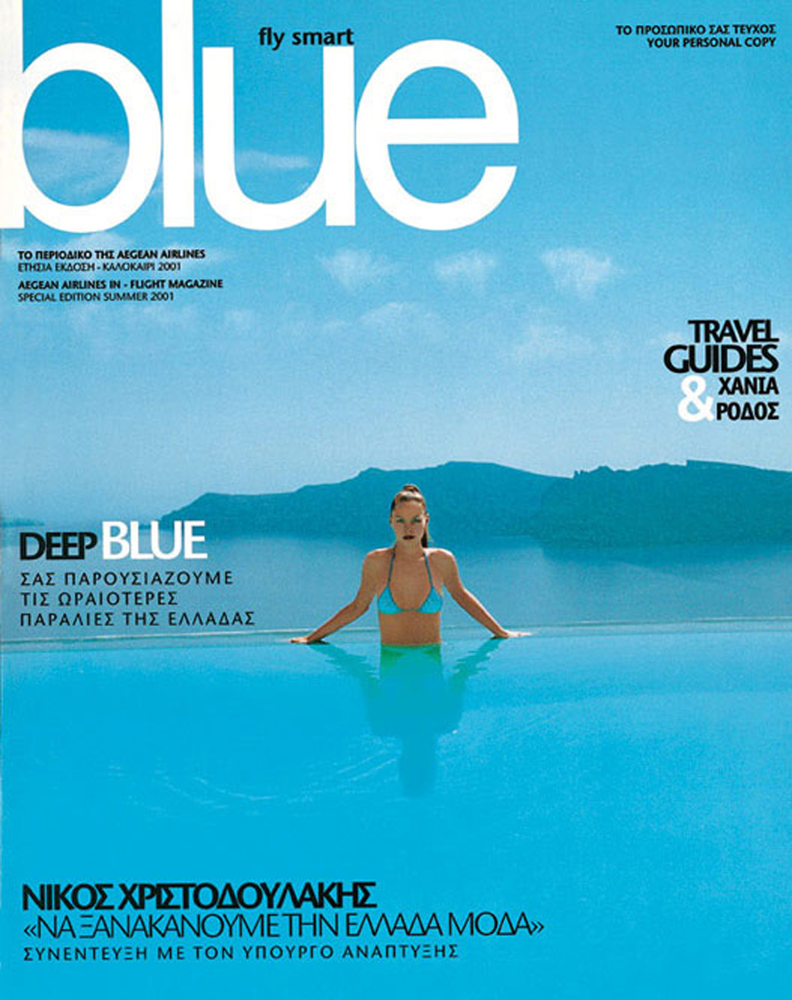 fly smart
blue
ΤΟ ΠΡΟΣΩΠΙΚΟ ΣΑΣ ΤΕΥΧΟΣ
YOUR PERSONAL COPY
ΤΟ ΠΕΡΙΟΔΙΚΟ ΤΗΣ AEGEAN AIRLINES
ΕΤΗΣΙΑ ΕΚΔΟΣΗ - ΚΑΛΟΚΑΙΡΙ 2001
AEGEAN AIRLINES IN - FLIGHT MAGAZINE
SPECIAL EDITION SUMMER 2001
TRAVEL
GUIDES
& ΧΑΝΙΑ
ΡΟΔΟΣ
DEEP BLUE
ΣΑΣ ΠΑΡΟΥΣΙΑΖΟΥΜΕ
ΤΙΣ ΩΡΑΙΟΤΕΡΕΣ
ΠΑΡΑΛΙΕΣ ΤΗΣ ΕΛΛΑΔΑΣ
ΝΙΚΟΣ ΧΡΙΣΤΟΔΟΥΛΑΚΗΣ
«ΝΑ ΞΑΝΑΚΑΝΟΥΜΕ ΤΗΝ ΕΛΛΑΔΑ ΜΟΔΑ»
ΣΥΝΕΝΤΕΥΞΗ ΜΕ ΤΟΝ ΥΠΟΥΡΓΟ ΑΝΑΠΤΥΞΗΣ